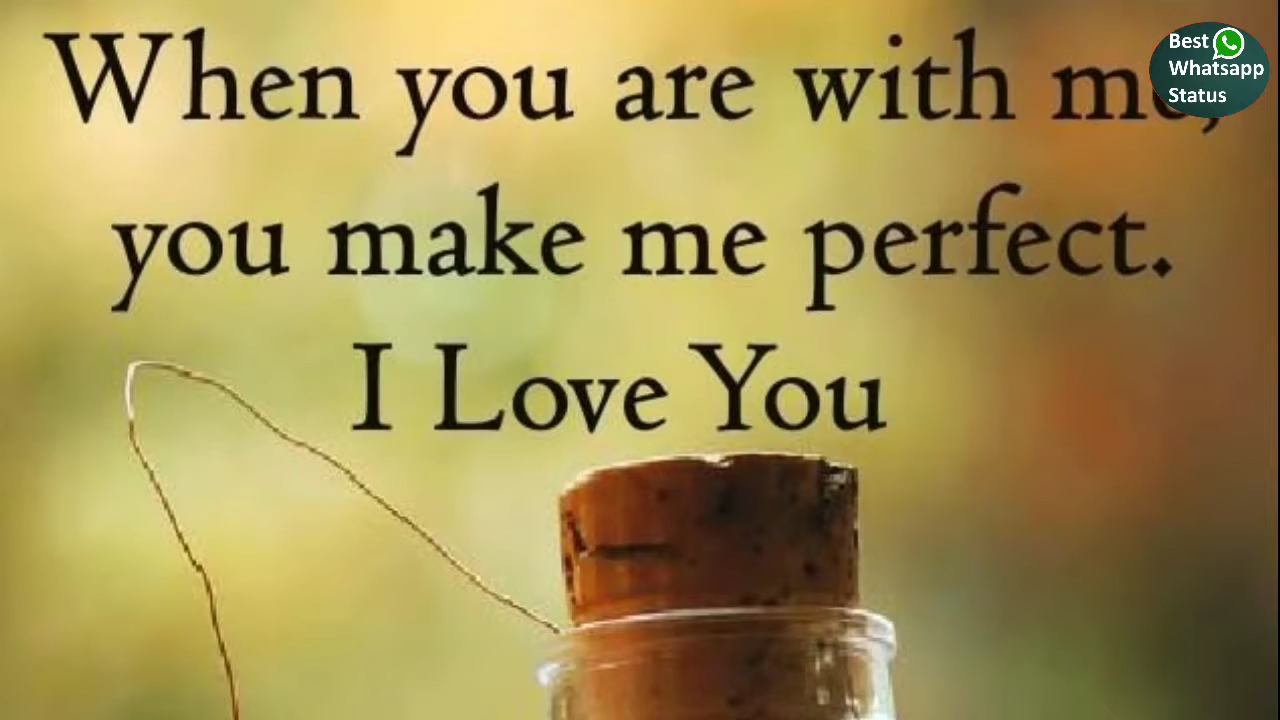 When you are with me,
you make me perfect.
I Love You
Best
Whatsapp
Status